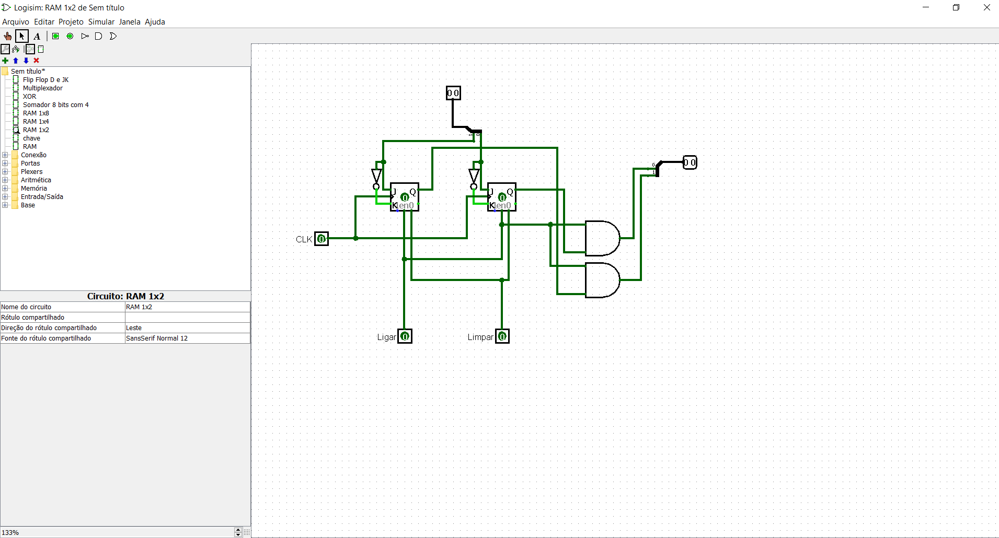 Logisim: RAM 1x2 de Sem título
Arquivo Editar Projeto Simular Janela Ajuda
A
Sem título*
Flip Flop D e JK
Multiplexador
XOR
Somador 8 bits com 4
RAM 1x8
RAM 1x4
RAM 1x2
chave
RAM
Conexão
Portas
Plexers
Aritmética
Memória
Entrada/Saída
Base
Circuito: RAM 1x2
Nome do circuito RAM 1x2
Rótulo compartilhado
Direção do rótulo compartilhado Leste
Fonte do rótulo compartilhado SansSerif Normal 12
133%
0 0
1 0
0 0 0
1
J Q
0
K en0
J Q
0
K en0
CLK 0
Ligar 0
Limpar 0